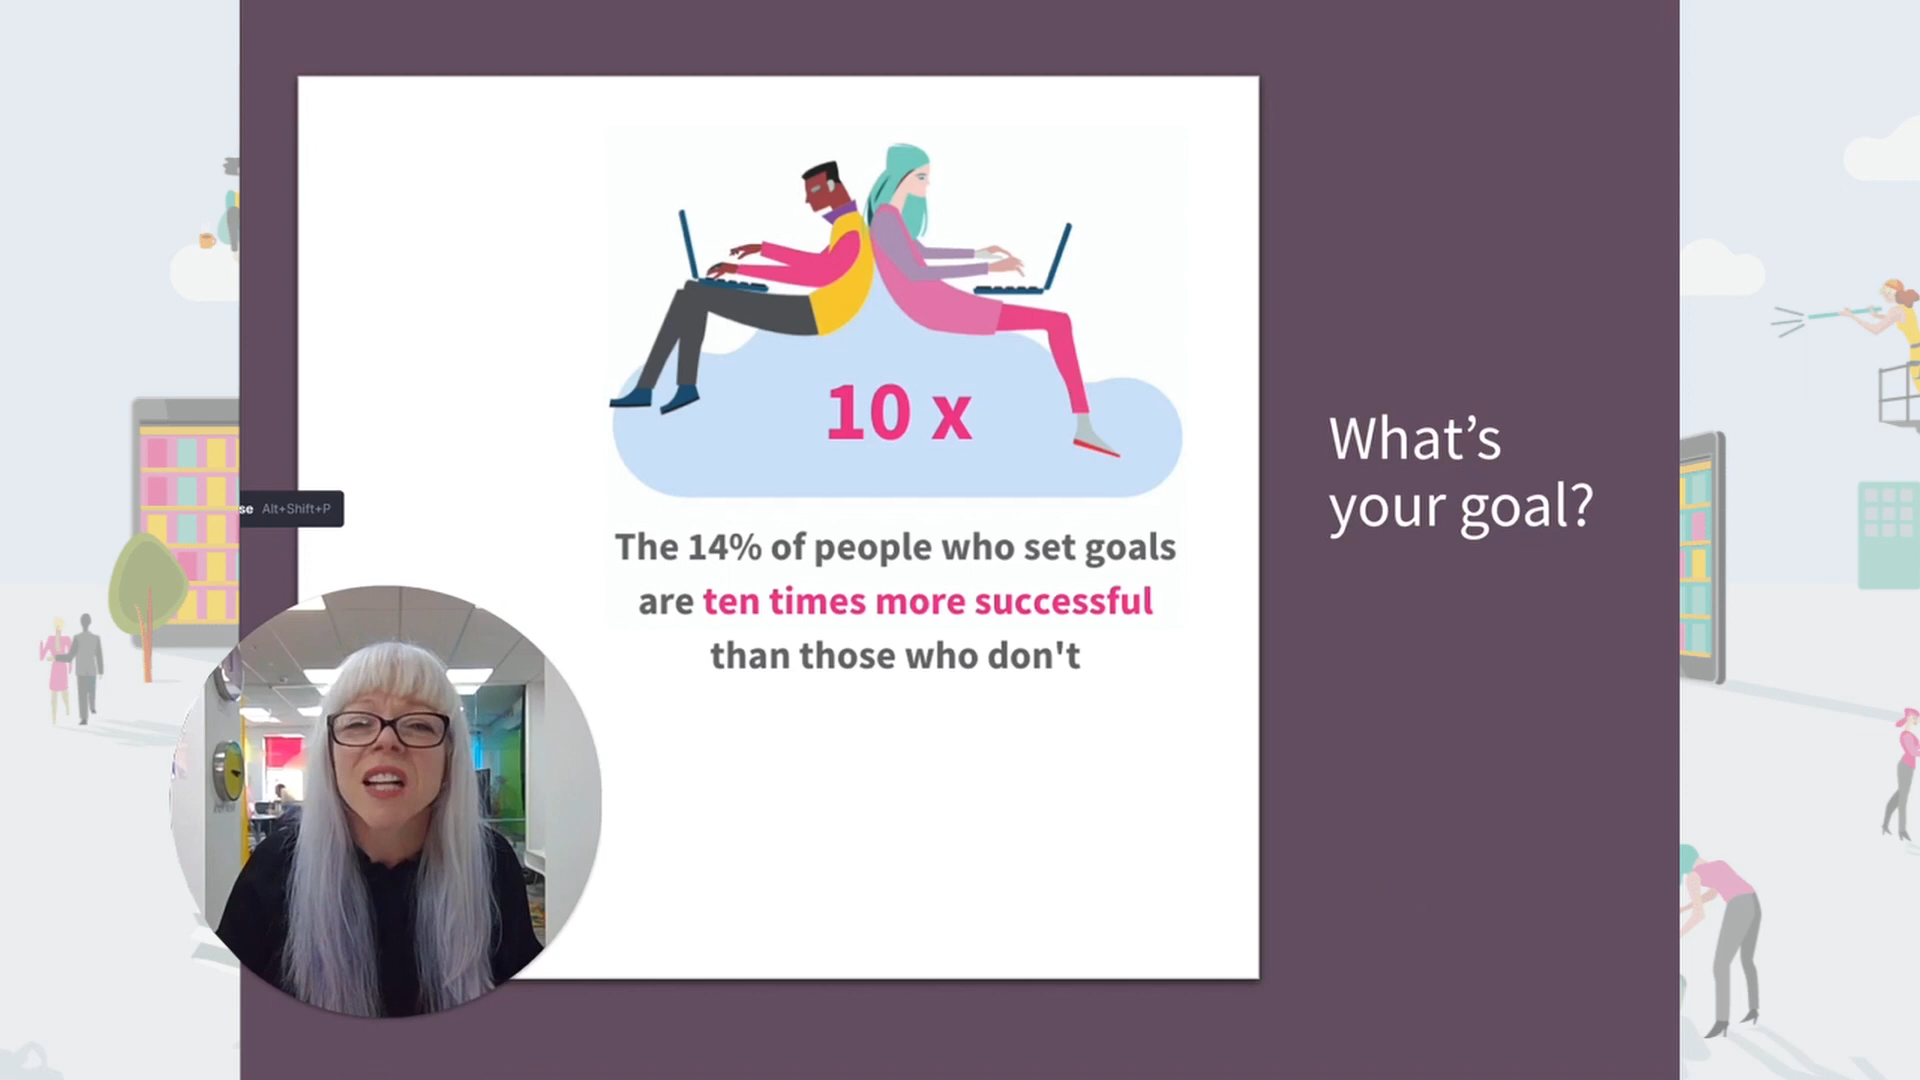 10 x
The 14% of people who set goals
are ten times more successful
than those who don't
What’s
your goal?
se Alt+Shift+P